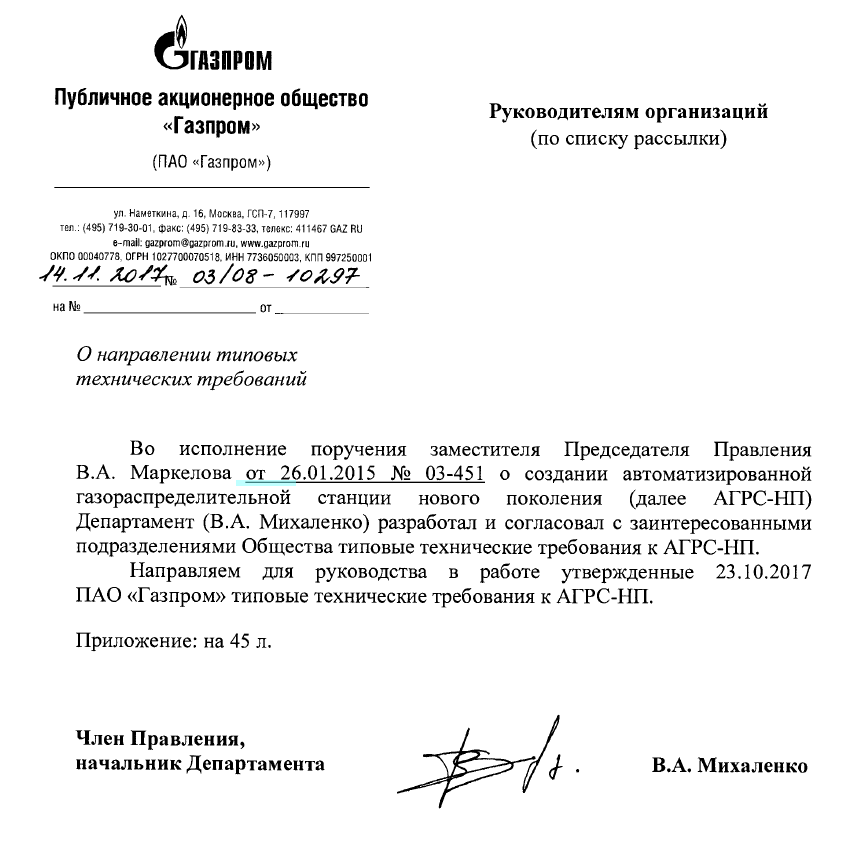 ГАЗПРОМ
Публичное акционерное общество
«Газпром»
(ПАО «Газпром»)
ул. Наметкина, д. 16, Москва, ГСП-7, 117997
тел.: (495) 719-30-01, факс: (495) 719-83-33, телекс: 411467 GAZ RU
e-mail: gazprom@gazprom.ru, www.gazprom.ru
ОКПО 00040778, ОГРН 1027700070518, ИНН 7736050003, КПП 997250001
14.11.2017 № 03/08-10297
на № от
Руководителям организаций
(по списку рассылки)
О направлении типовых
технических требований
Во исполнение поручения заместителя Председателя Правления
В.А. Маркелова от 26.01.2015 № 03-451 о создании автоматизированной
газораспределительной станции нового поколения (далее АГРС-НП)
Департамент (В.А. Михаленко) разработал и согласовал с заинтересованными
подразделениями Общества типовые технические требования к АГРС-НП.
Направляем для руководства в работе утвержденные 23.10.2017
ПАО «Газпром» типовые технические требования к АГРС-НП.
Приложение: на 45 л.
Член Правления,
начальник Департамента
В.А. Михаленко